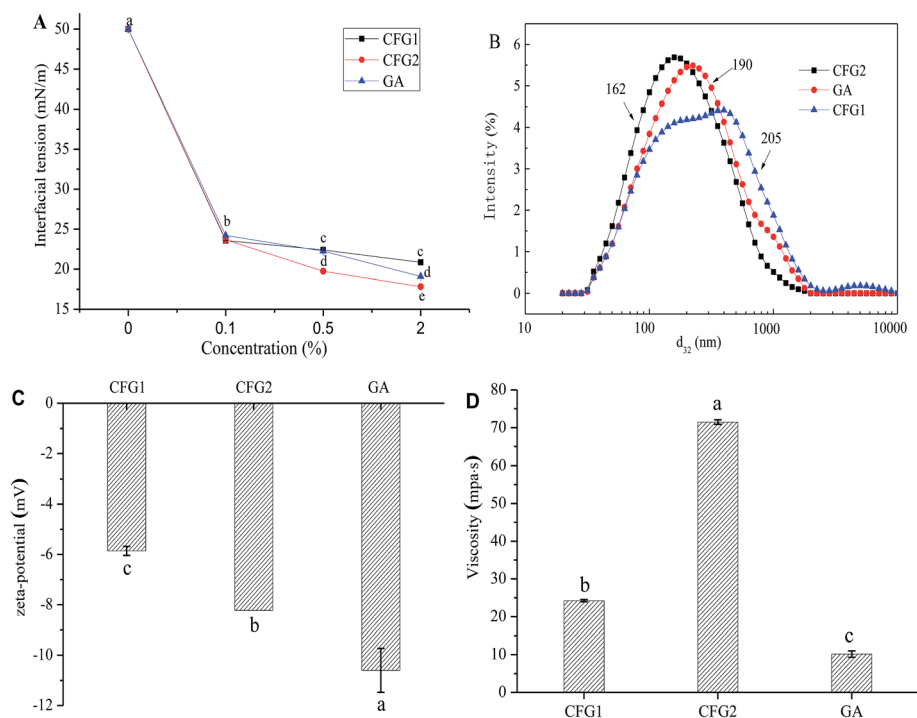 A
Interfacial tension (mN/m)
50
45
40
35
30
25
20
15
a
b
c
d
c
d
e
CFG1
CFG2
GA
0
0.1
0.5
2
Concentration (%)
B
Intensity (%)
6
5
4
3
2
1
0
162
190
205
CFG2
GA
CFG1
10
100
1000
10000
d32 (nm)
C
CFG1
CFG2
GA
zeta-potential (mV)
0
-2
-4
-6
-8
-10
-12
c
b
a
D
Viscosity (mpa·s)
80
70
60
50
40
30
20
10
0
b
a
c
CFG1
CFG2
GA